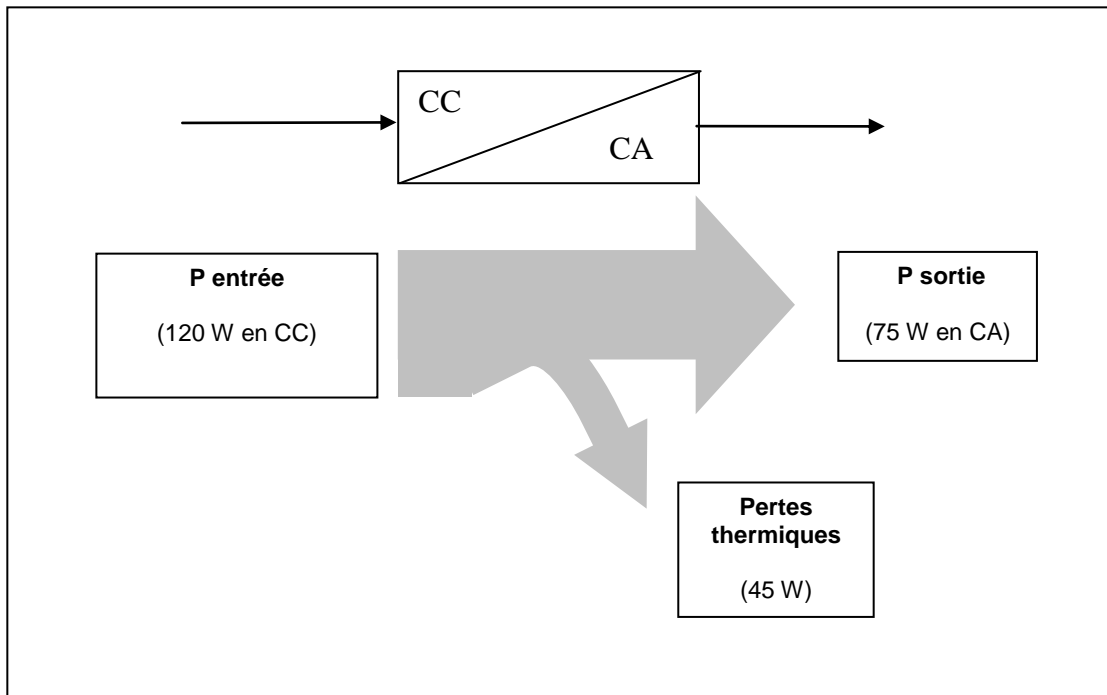 CC
CA
P entrée
(120 W en CC)
P sortie
(75 W en CA)
Pertes
thermiques
(45 W)